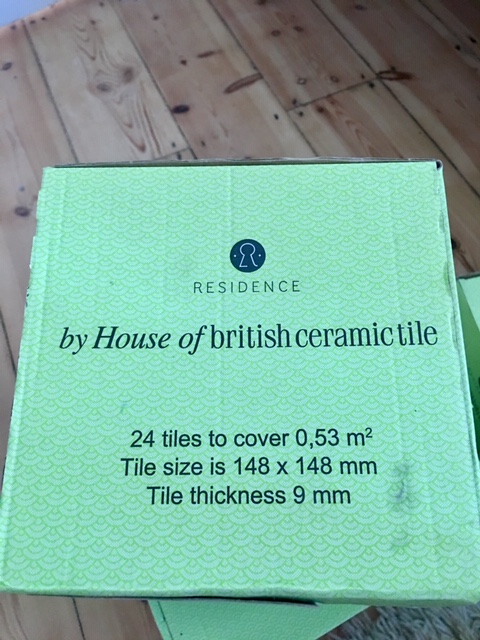 RESIDENCE
by House of british ceramic tile
24 tiles to cover 0,53 m²
Tile size is 148 x 148 mm
Tile thickness 9 mm